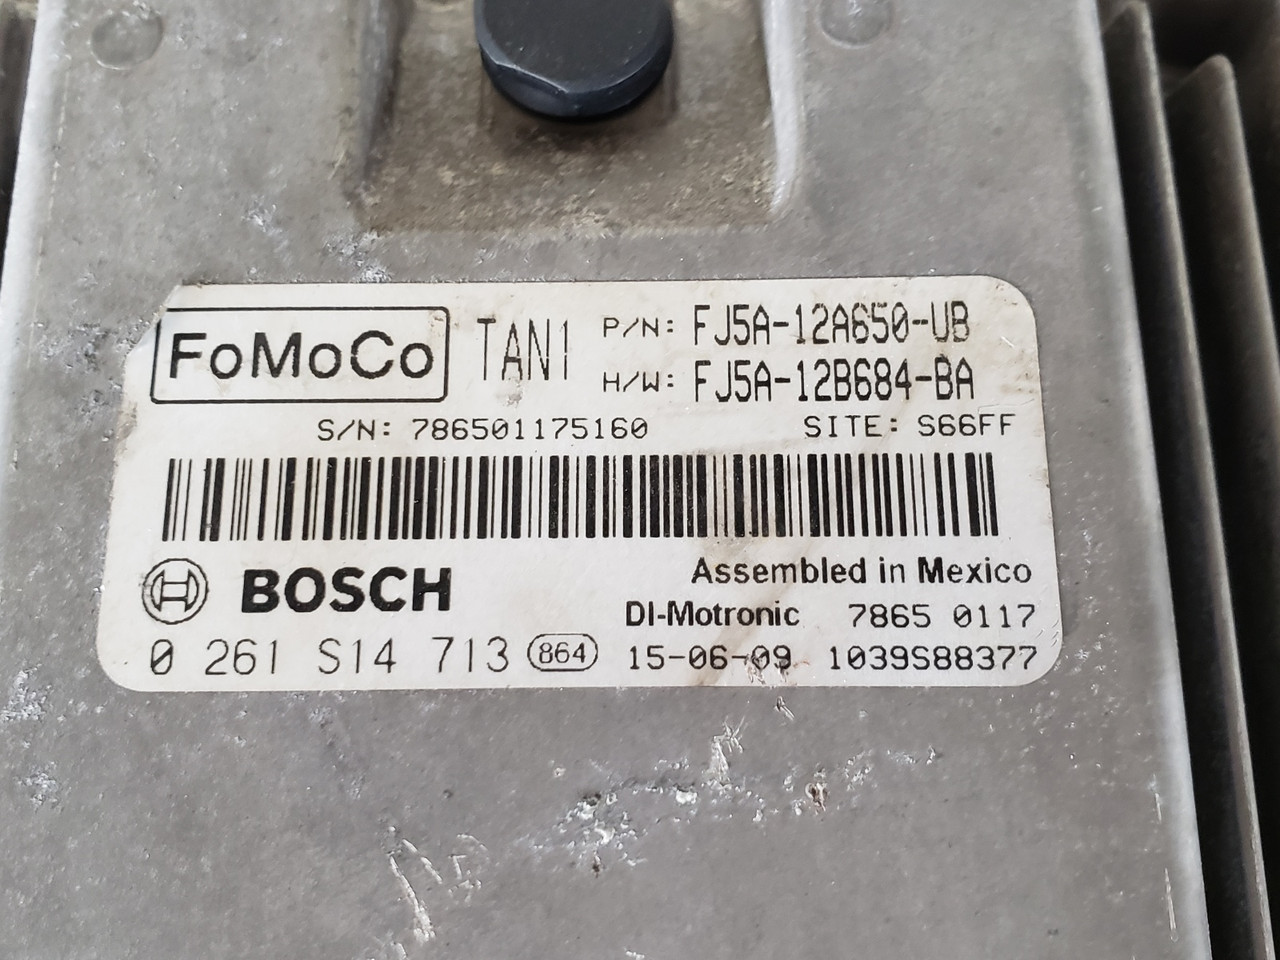 FoMoCo TAN1 P/N: FJ5A-12A650-UB
H/W: FJ5A-12B684-BA
S/N: 786501175160 SITE: S66FF
BOSCH Assembled in Mexico
DI-Motronic 7865 0117
0 261 S14 713 864 15-06-09 1039S88377